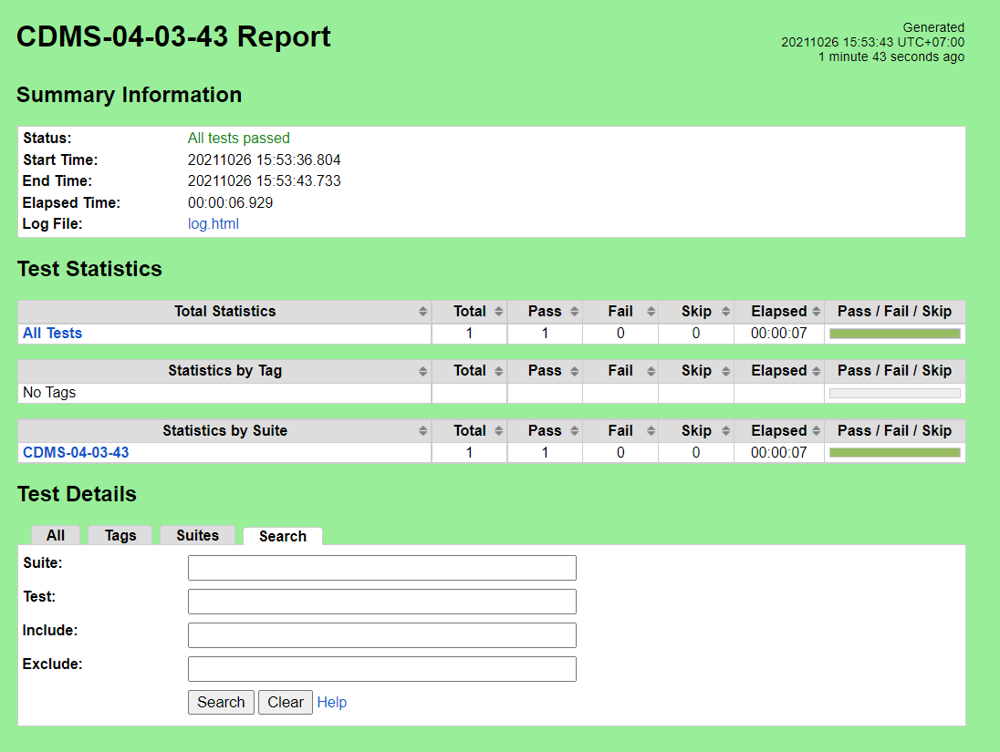 CDMS-04-03-43 Report
Generated
20211026 15:53:43 UTC+07:00
1 minute 43 seconds ago
Summary Information
Status: All tests passed
Start Time: 20211026 15:53:36.804
End Time: 20211026 15:53:43.733
Elapsed Time: 00:00:06.929
Log File: log.html
Test Statistics
Total Statistics Total Pass Fail Skip Elapsed Pass / Fail / Skip
All Tests 1 1 0 0 00:00:07
Statistics by Tag Total Pass Fail Skip Elapsed Pass / Fail / Skip
No Tags
Statistics by Suite Total Pass Fail Skip Elapsed Pass / Fail / Skip
CDMS-04-03-43 1 1 0 0 00:00:07
Test Details
All Tags Suites Search
Suite:
Test:
Include:
Exclude:
Search Clear Help